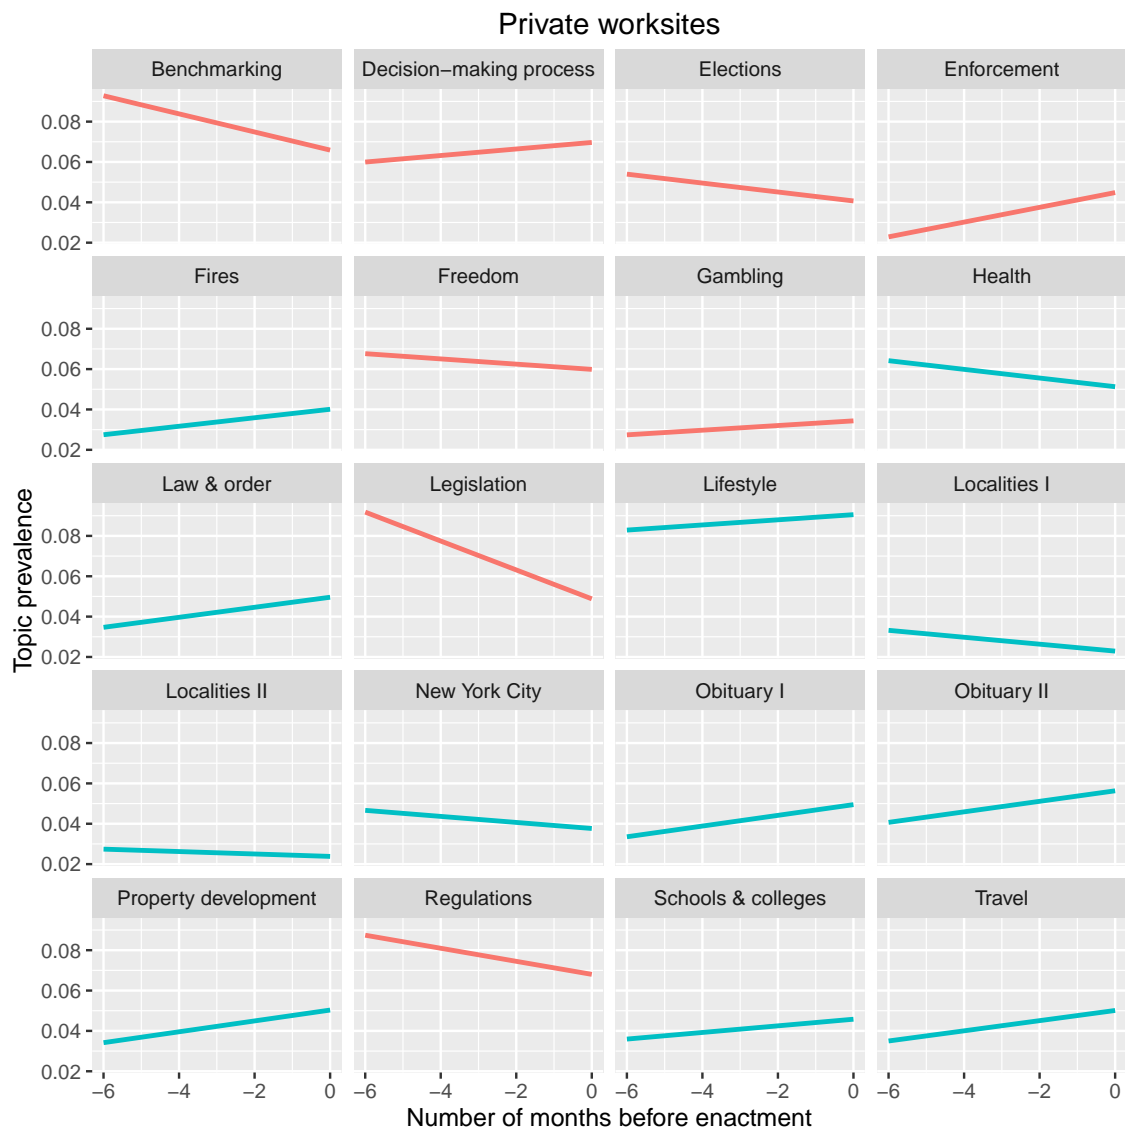 Private worksites
Benchmarking Decision−making process Elections Enforcement
0.08
0.06
0.04
0.02
Fires Freedom Gambling Health
0.08
0.06
0.04
0.02
Law & order Legislation Lifestyle Localities I
0.08
0.06
0.04
0.02
Localities II New York City Obituary I Obituary II
0.08
0.06
0.04
0.02
Property development Regulations Schools & colleges Travel
0.08
0.06
0.04
0.02
−6 −4 −2 0 −6 −4 −2 0 −6 −4 −2 0 −6 −4 −2 0
Number of months before enactment
Topic prevalence